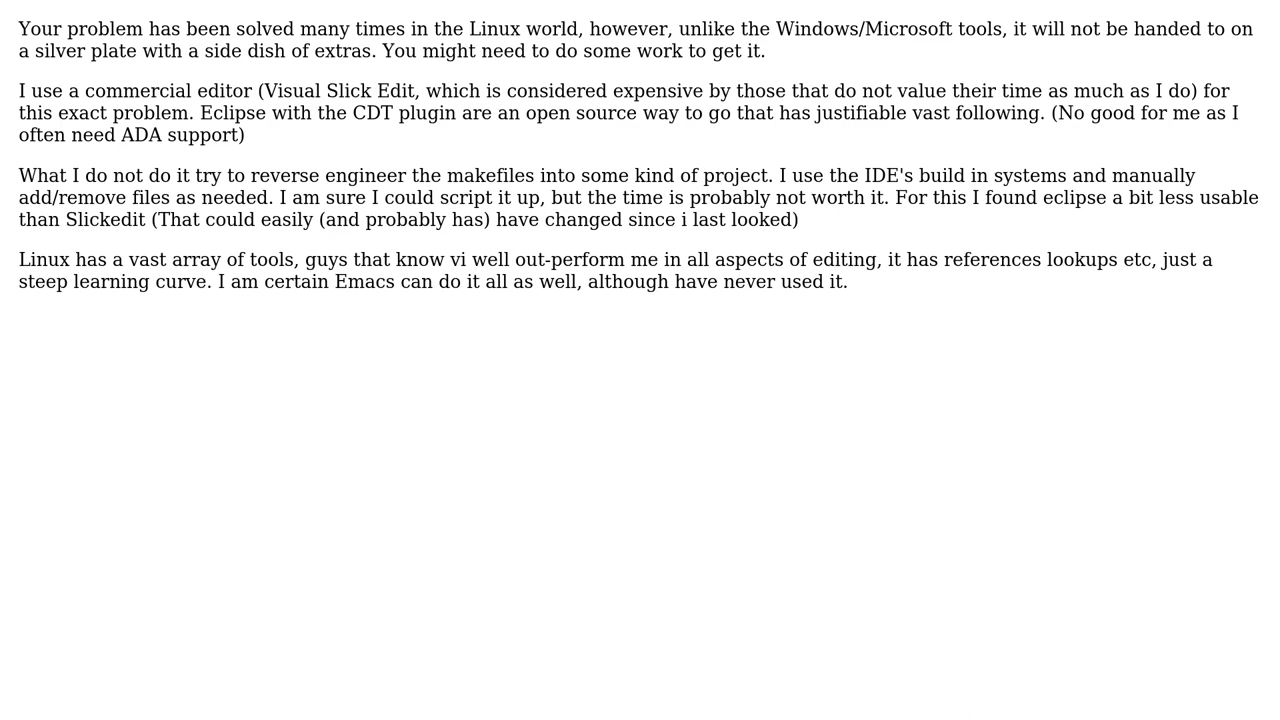 Your problem has been solved many times in the Linux world, however, unlike the Windows/Microsoft tools, it will not be handed to on
a silver plate with a side dish of extras. You might need to do some work to get it.
I use a commercial editor (Visual Slick Edit, which is considered expensive by those that do not value their time as much as I do) for
this exact problem. Eclipse with the CDT plugin are an open source way to go that has justifiable vast following. (No good for me as I
often need ADA support)
What I do not do it try to reverse engineer the makefiles into some kind of project. I use the IDE's build in systems and manually
add/remove files as needed. I am sure I could script it up, but the time is probably not worth it. For this I found eclipse a bit less usable
than Slickedit (That could easily (and probably has) have changed since i last looked)
Linux has a vast array of tools, guys that know vi well out-perform me in all aspects of editing, it has references lookups etc, just a
steep learning curve. I am certain Emacs can do it all as well, although have never used it.